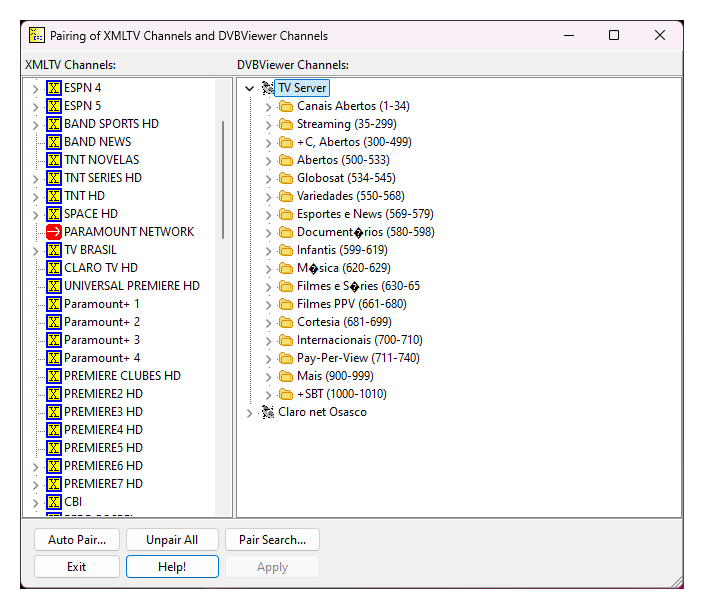 Pairing of XMLTV Channels and DVBViewer Channels
XMLTV Channels:
DVBViewer Channels:
ESPN 4
ESPN 5
BAND SPORTS HD
BAND NEWS
TNT NOVELAS
TNT SERIES HD
TNT HD
SPACE HD
PARAMOUNT NETWORK
TV BRASIL
CLARO TV HD
UNIVERSAL PREMIERE HD
Paramount+ 1
Paramount+ 2
Paramount+ 3
Paramount+ 4
PREMIERE CLUBES HD
PREMIERE2 HD
PREMIERE3 HD
PREMIERE4 HD
PREMIERE5 HD
PREMIERE6 HD
PREMIERE7 HD
CBI
TV Server
Canais Abertos (1-34)
Streaming (35-299)
+C, Abertos (300-499)
Abertos (500-533)
Globosat (534-545)
Variedades (550-568)
Esportes e News (569-579)
Document�rios (580-598)
Infantis (599-619)
M�sica (620-629)
Filmes e S�ries (630-65
Filmes PPV (661-680)
Cortesia (681-699)
Internacionais (700-710)
Pay-Per-View (711-740)
Mais (900-999)
+SBT (1000-1010)
Claro net Osasco
Auto Pair...
Unpair All
Pair Search...
Exit
Help!
Apply